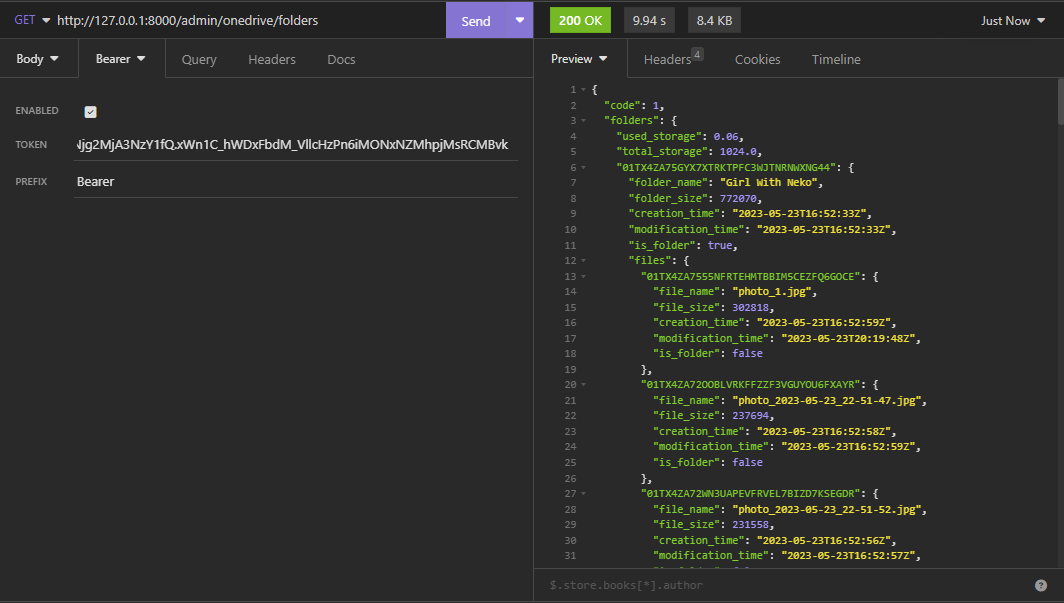 GET http://127.0.0.1:8000/admin/onedrive/folders Send 200 OK 9.94 s 8.4 KB Just Now
Body Bearer Query Headers Docs
Preview Headers 4 Cookies Timeline
ENABLED
TOKEN Njg2MjA3NzY1fQ.xWn1C_hWDxFbdM_VllcHzPn6iMONxNZMhpjMsRCMBvk
PREFIX Bearer
1 {
2 "code": 1,
3 "folders": {
4 "used_storage": 0.06,
5 "total_storage": 1024.0,
6 "01TX4ZA75GYX7XTRKTPFC3WJTNRNWXNG44": {
7 "folder_name": "Girl With Neko",
8 "folder_size": 772070,
9 "creation_time": "2023-05-23T16:52:33Z",
10 "modification_time": "2023-05-23T16:52:33Z",
11 "is_folder": true,
12 "files": {
13 "01TX4ZA7555NFRTEHMTBBIM5CEZFQ6GOCE": {
14 "file_name": "photo_1.jpg",
15 "file_size": 302818,
16 "creation_time": "2023-05-23T16:52:59Z",
17 "modification_time": "2023-05-23T20:19:48Z",
18 "is_folder": false
19 },
20 "01TX4ZA72OOBLVRKFFZZF3VGUYOU6FXAYR": {
21 "file_name": "photo_2023-05-23_22-51-47.jpg",
22 "file_size": 237694,
23 "creation_time": "2023-05-23T16:52:58Z",
24 "modification_time": "2023-05-23T16:52:59Z",
25 "is_folder": false
26 },
27 "01TX4ZA72WN3UAPEVFRVEL7BIZD7KSEGDR": {
28 "file_name": "photo_2023-05-23_22-51-52.jpg",
29 "file_size": 231558,
30 "creation_time": "2023-05-23T16:52:56Z",
31 "modification_time": "2023-05-23T16:52:57Z",
$.store.books[*].author ?